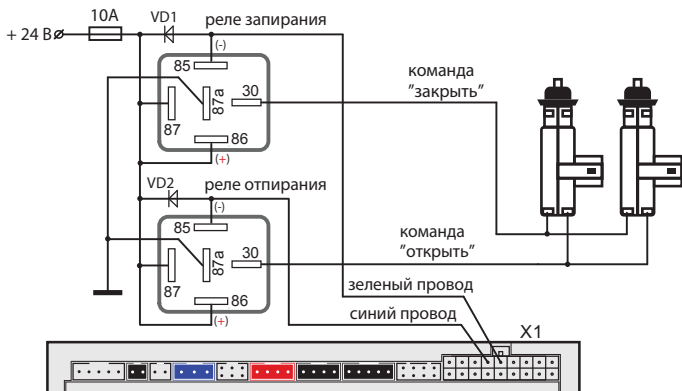 10A
VD1
реле запирания
+ 24 В
(-)
85
30
87a
87
86
(+)
команда
"закрыть"
VD2
реле отпирания
(-)
85
30
87a
87
86
(+)
команда
"открыть"
зеленый провод
синий провод
X1